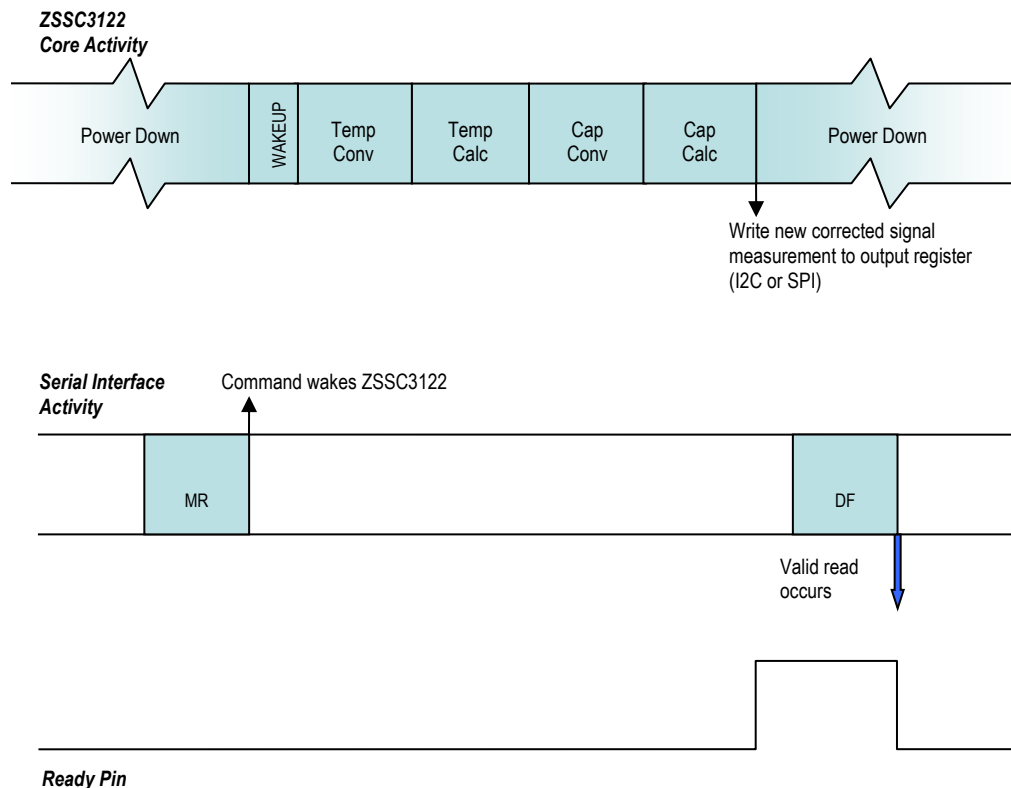 ZSSC3122
Core Activity
Power Down
WAKEUP
Temp
Conv
Temp
Calc
Cap
Conv
Cap
Calc
Power Down
Write new corrected signal
measurement to output register
(I2C or SPI)
Serial Interface
Activity
Command wakes ZSSC3122
MR
DF
Valid read
occurs
Ready Pin